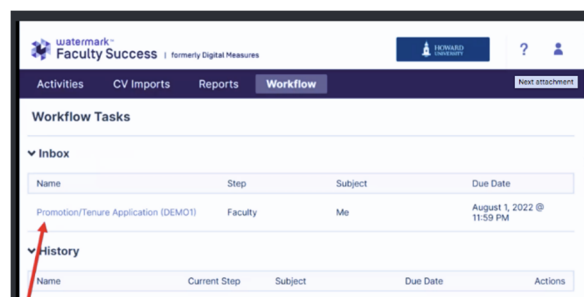 watermark™
Faculty Success | formerly Digital Measures
HOWARD
UNIVERSITY
?
Activities CV Imports Reports Workflow
Next attachment
Workflow Tasks
Inbox
Name Step Subject Due Date
Promotion/Tenure Application (DEMO1) Faculty Me August 1, 2022 @
11:59 PM
History
Name Current Step Subject Due Date Actions